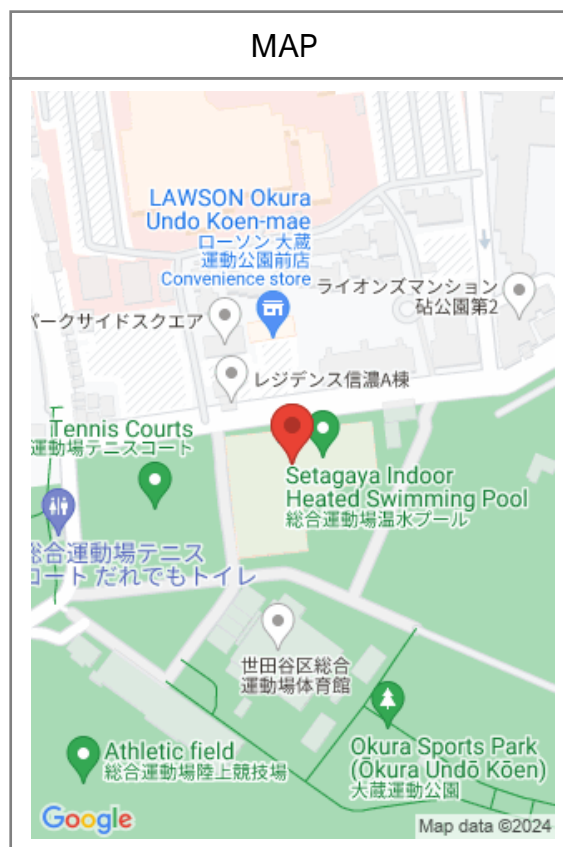 MAP
LAWSON Okura
Undo Koen-mae
ローソン 大蔵
運動公園前店
Convenience store
ライオンズマンション
砧公園第2
パークサイドスクエア
レジデンス信濃A棟
Tennis Courts
運動場テニスコート
Setagaya Indoor
Heated Swimming Pool
総合運動場温水プール
総合運動場テニス
コート だれでもトイレ
世田谷区総合
運動場体育館
Okura Sports Park
(Ōkura Undō Kōen)
大蔵運動公園
Athletic field
総合運動場陸上競技場
Google
Map data ©2024